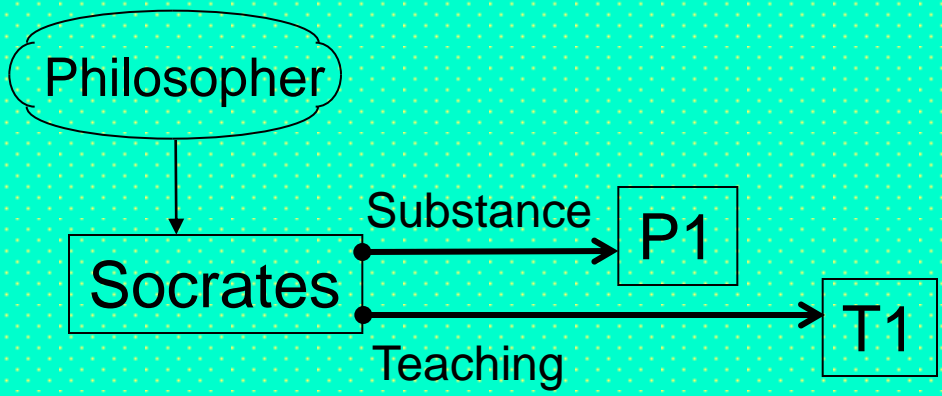 Philosopher
Substance
P1
Socrates
T1
Teaching